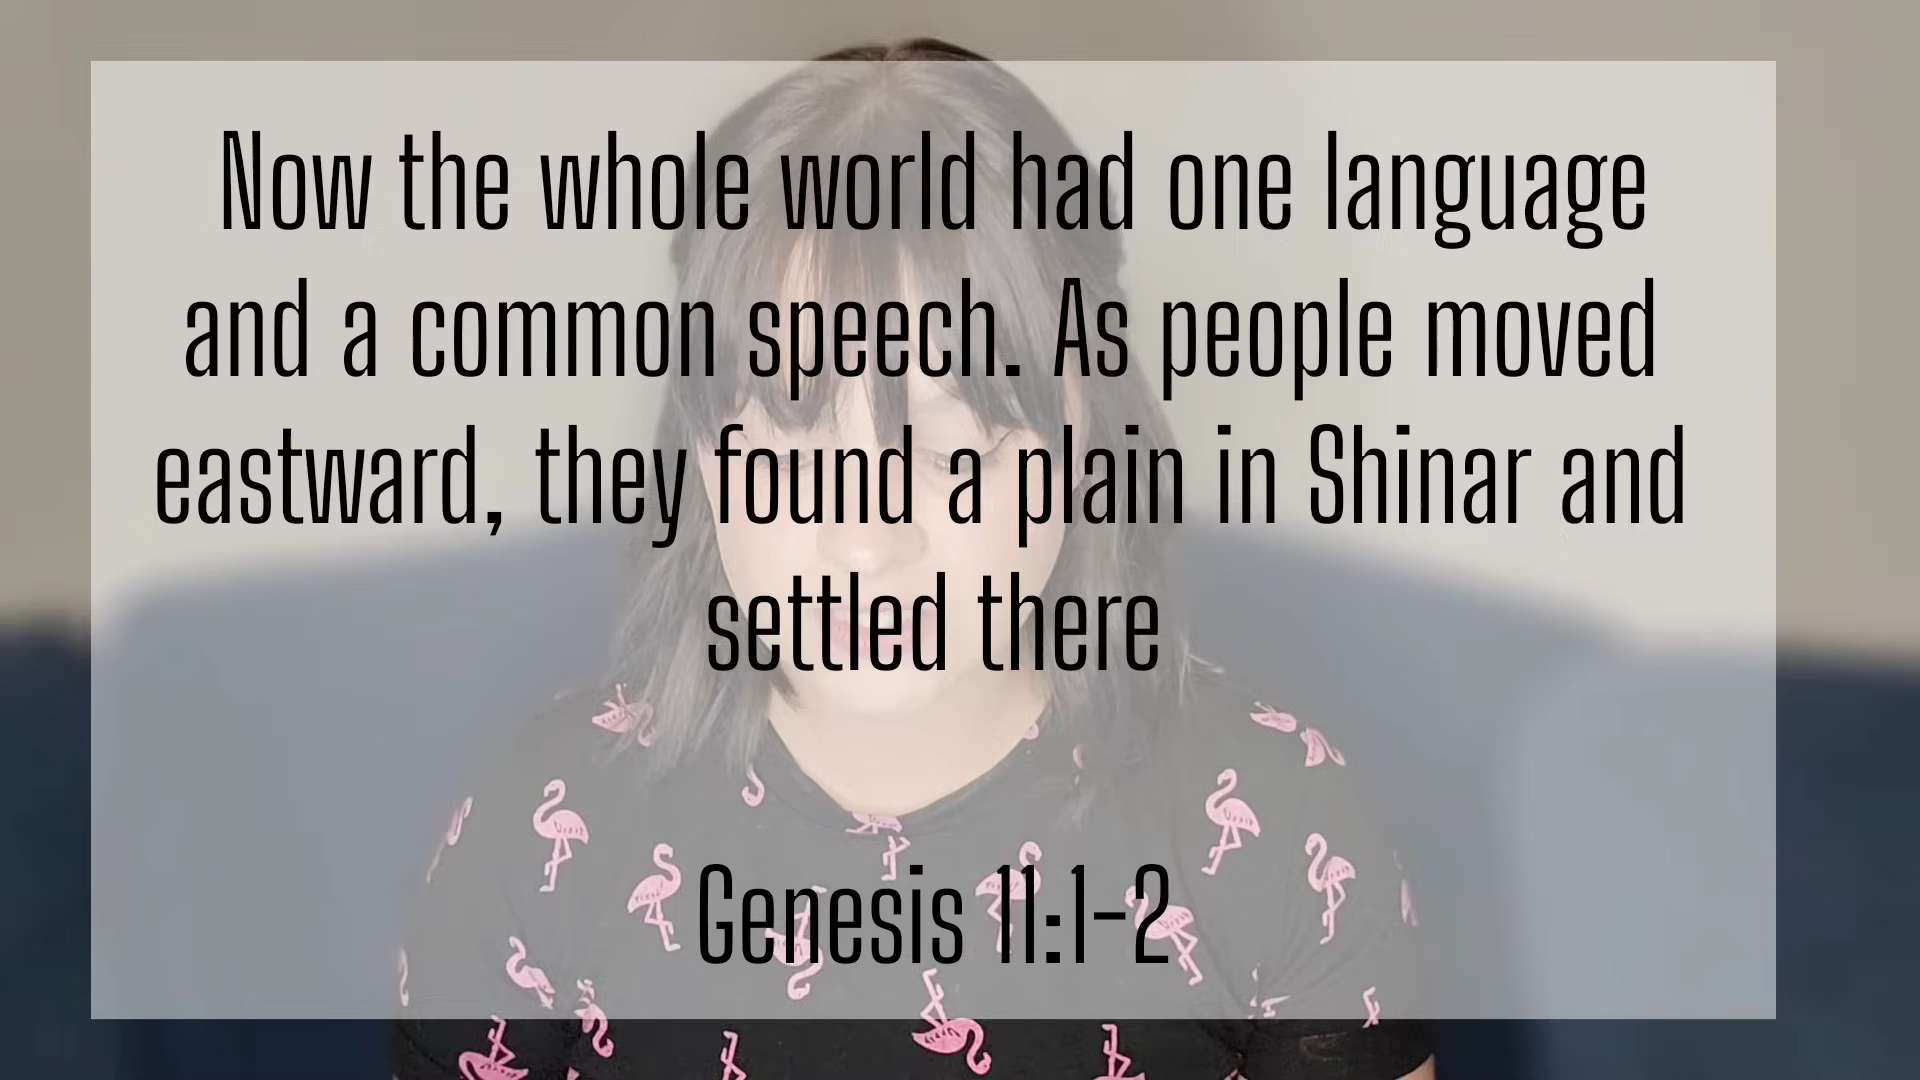 Now the whole world had one language
and a common speech. As people moved
eastward, they found a plain in Shinar and
settled there
Genesis 11:1-2